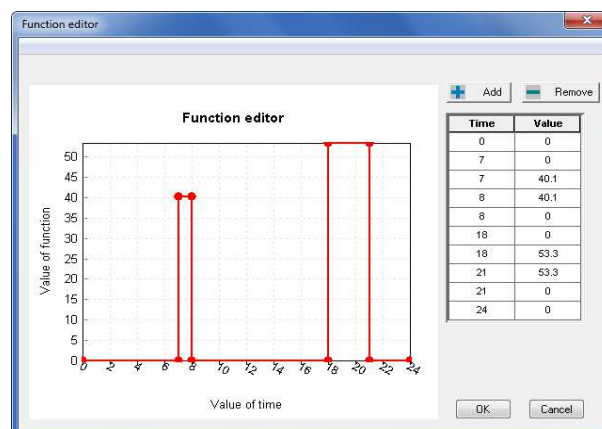 Function editor
Add
Remove
Function editor
Value of function
50
45
40
35
30
25
20
15
10
5
0
0 2 4 6 8 10 12 14 16 18 20 22 24
Value of time
Time Value
0 0
7 0
7 40.1
8 40.1
8 0
18 0
18 53.3
21 53.3
21 0
24 0
OK
Cancel